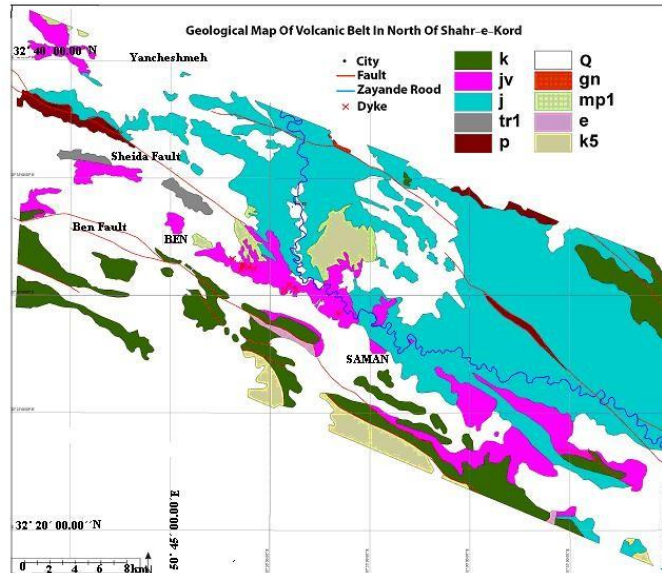 Geological Map Of Volcanic Belt In North Of Shahr-e-Kord
32° 40′ 00.00″N
Yancheshmeh
City
Fault
Zayande Rood
Dyke
k
jv
j
tr1
p
Q
gn
mp1
e
k5
Sheida Fault
Ben Fault
BEN
SAMAN
32° 20′ 00.00″N
50° 45′ 00.00″E
0 2 4 8km